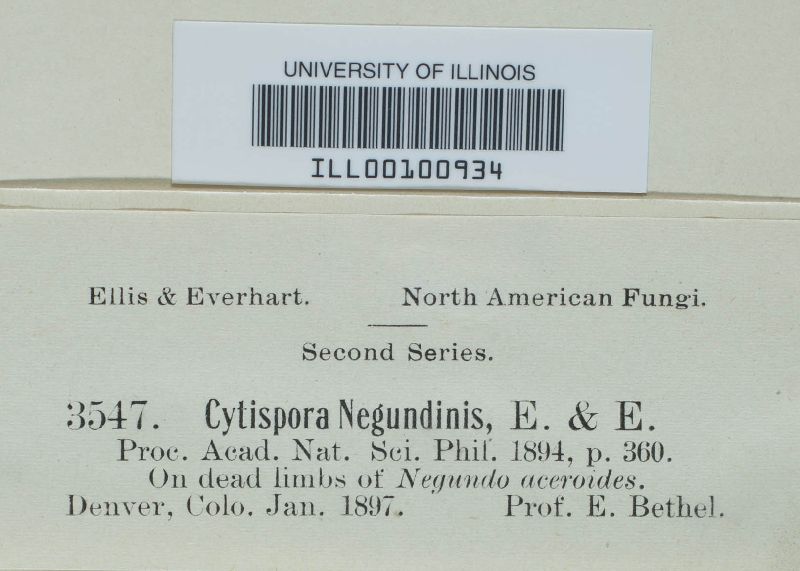 UNIVERSITY OF ILLINOIS
ILL00100934
Ellis & Everhart. North American Fungi.
Second Series.
3547. Cytispora Negundinis, E. & E.
Proc. Acad. Nat. Sci. Phil. 1894, p. 360.
On dead limbs of Negundo aceroides.
Denver, Colo. Jan. 1897. Prof. E. Bethel.